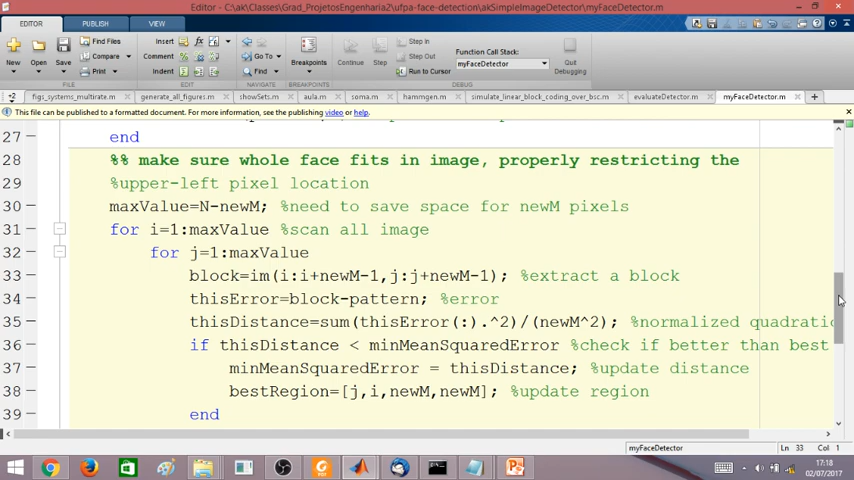 Editor - C:\ak\Classes\Grad_ProjetosEngenharia2\ufpa-face-detection\akSimpleImageDetector\myFaceDetector.m
EDITOR PUBLISH VIEW
New Open Save Find Files Compare Print
Insert Comment Indent
Go To Find
Breakpoints
Continue Step Step In Step Out Run to Cursor
Function Call Stack:
myFaceDetector
Quit Debugging
FILE EDIT NAVIGATE BREAKPOINTS DEBUG
figs_systems_multirate.m generate_all_figures.m showSets.m aula.m soma.m hammgen.m simulate_linear_block_coding_over_bsc.m evaluateDetector.m myFaceDetector.m
This file can be published to a formatted document. For more information, see the publishing video or help.
27 end
28 %% make sure whole face fits in image, properly restricting the
29 %upper-left pixel location
30 maxValue=N-newM; %need to save space for newM pixels
31 for i=1:maxValue %scan all image
32 for j=1:maxValue
33 block=im(i:i+newM-1,j:j+newM-1); %extract a block
34 thisError=block-pattern; %error
35 thisDistance=sum(thisError(:).^2)/(newM^2); %normalized quadratic
36 if thisDistance < minMeanSquaredError %check if better than best
37 minMeanSquaredError = thisDistance; %update distance
38 bestRegion=[j,i,newM,newM]; %update region
39 end
myFaceDetector Ln 33 Col 1
17:18
02/07/2017